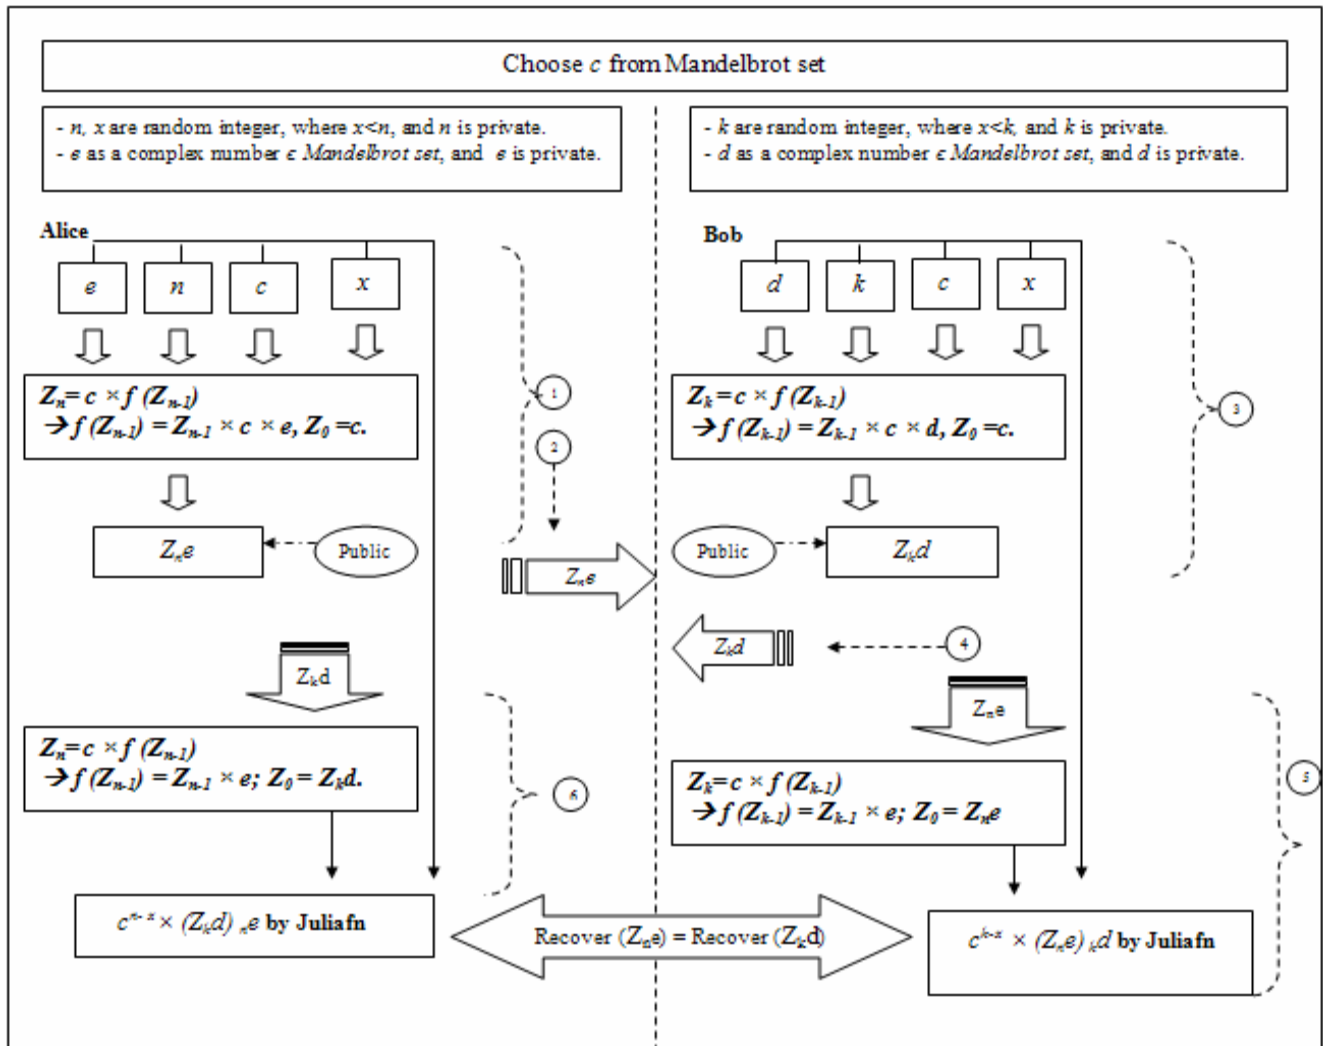 Choose c from Mandelbrot set
- n, x are random integer, where x<n, and n is private.
- e as a complex number ε Mandelbrot set, and e is private.
- k are random integer, where x<k, and k is private.
- d as a complex number ε Mandelbrot set, and d is private.
Alice
e
n
c
x
Zn= c × f (Zn-1)
→ f (Zn-1) = Zn-1 × c × e, Z0 =c.
Zne
Public
1
2
Zne
Bob
d
k
c
x
Zk= c × f (Zk-1)
→ f (Zk-1) = Zk-1 × c × d, Z0 =c.
Public
Zkd
3
Zkd
4
Zkd
Zn= c × f (Zn-1)
→ f (Zn-1) = Zn-1 × e; Z0 = Zkd.
6
Zne
Zk= c × f (Zk-1)
→ f (Zk-1) = Zk-1 × e; Z0 = Zne
5
c^n-x × (Zkd) ne by Juliafn
Recover (Zne) = Recover (Zkd)
c^k-x × (Zne) kd by Juliafn